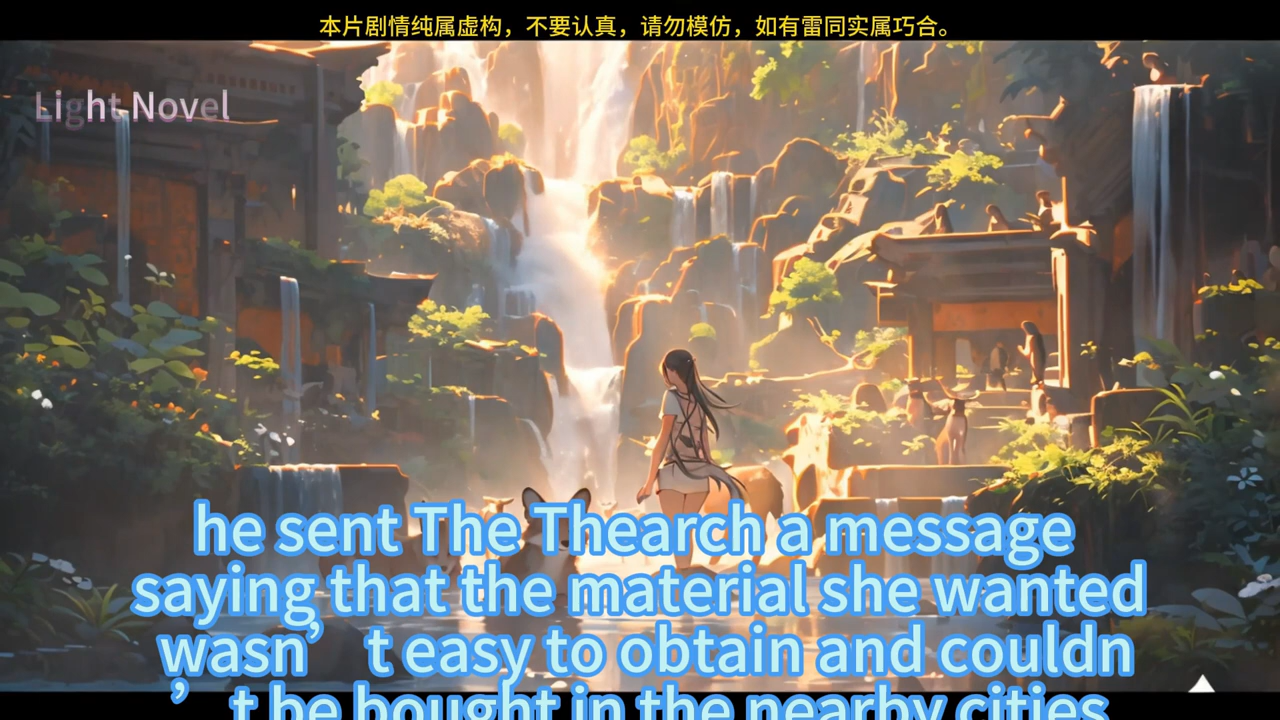 本片剧情纯属虚构，不要认真，请勿模仿，如有雷同实属巧合。
Light Novel
he sent The Thearch a message
saying that the material she wanted
wasn’ t easy to obtain and couldn
’ t be bought in the nearby cities